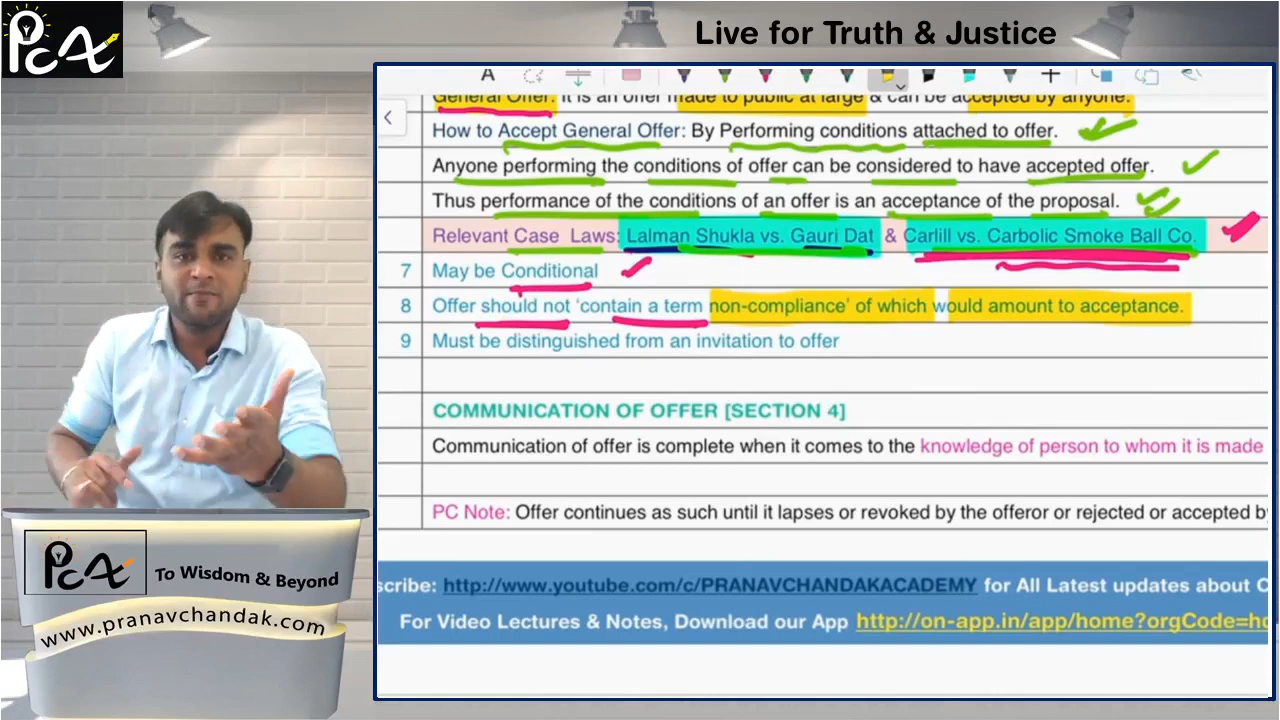 PCA
Live for Truth & Justice
General Offer: It is an offer made to public at large & can be accepted by anyone.
How to Accept General Offer: By Performing conditions attached to offer.
Anyone performing the conditions of offer can be considered to have accepted offer.
Thus performance of the conditions of an offer is an acceptance of the proposal.
Relevant Case Laws: Lalman Shukla vs. Gauri Dat & Carlill vs. Carbolic Smoke Ball Co.
7 May be Conditional
8 Offer should not 'contain a term non-compliance' of which would amount to acceptance.
9 Must be distinguished from an invitation to offer
COMMUNICATION OF OFFER [SECTION 4]
Communication of offer is complete when it comes to the knowledge of person to whom it is made
PC Note: Offer continues as such until it lapses or revoked by the offeror or rejected or accepted b
scribe: http://www.youtube.com/c/PRANAVCHANDAKACADEMY for All Latest updates about C
For Video Lectures & Notes, Download our App http://on-app.in/app/home?orgCode=h
PCA To Wisdom & Beyond
www.pranavchandak.com